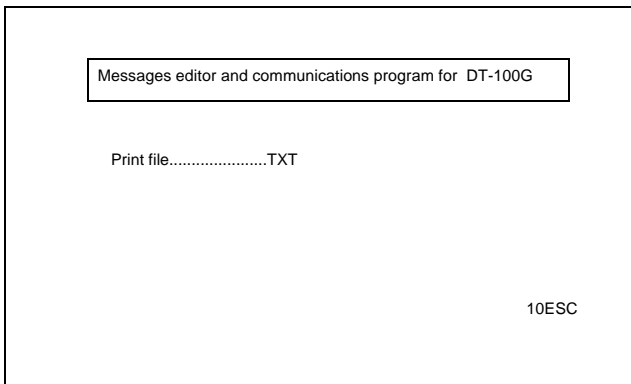 Messages editor and communications program for DT-100G
Print file......................TXT
10ESC